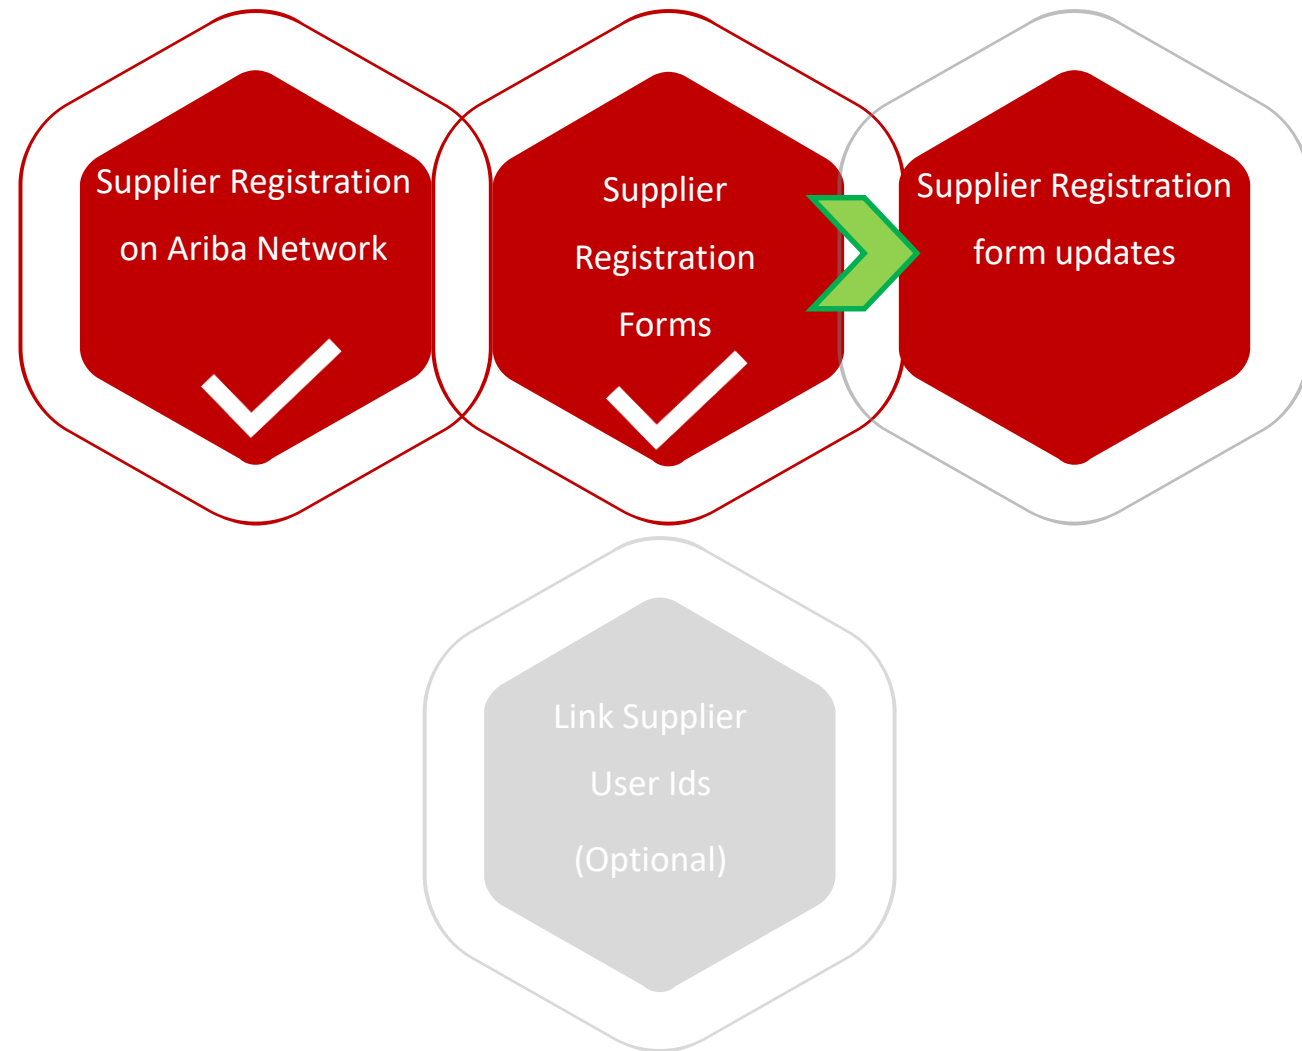 Supplier Registration
on Ariba Network
Supplier
Registration
Forms
Supplier Registration
form updates
Link Supplier
User Ids
(Optional)